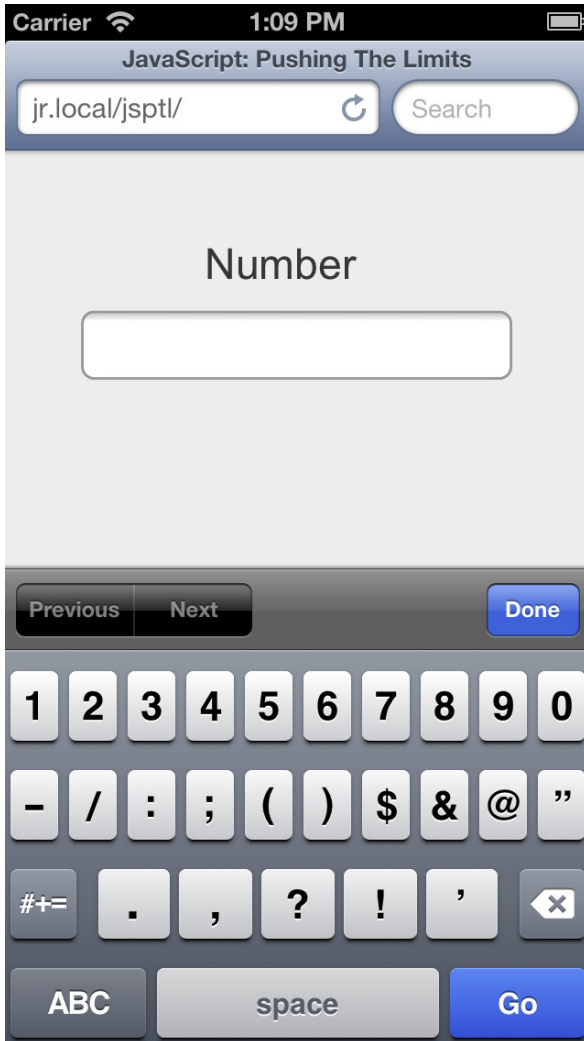 Carrier 1:09 PM
JavaScript: Pushing The Limits
jr.local/jsptl/ Search
Number
Previous Next Done
1 2 3 4 5 6 7 8 9 0
- / : ; ( ) $ & @ ”
#+= . , ? ! ’
ABC space Go